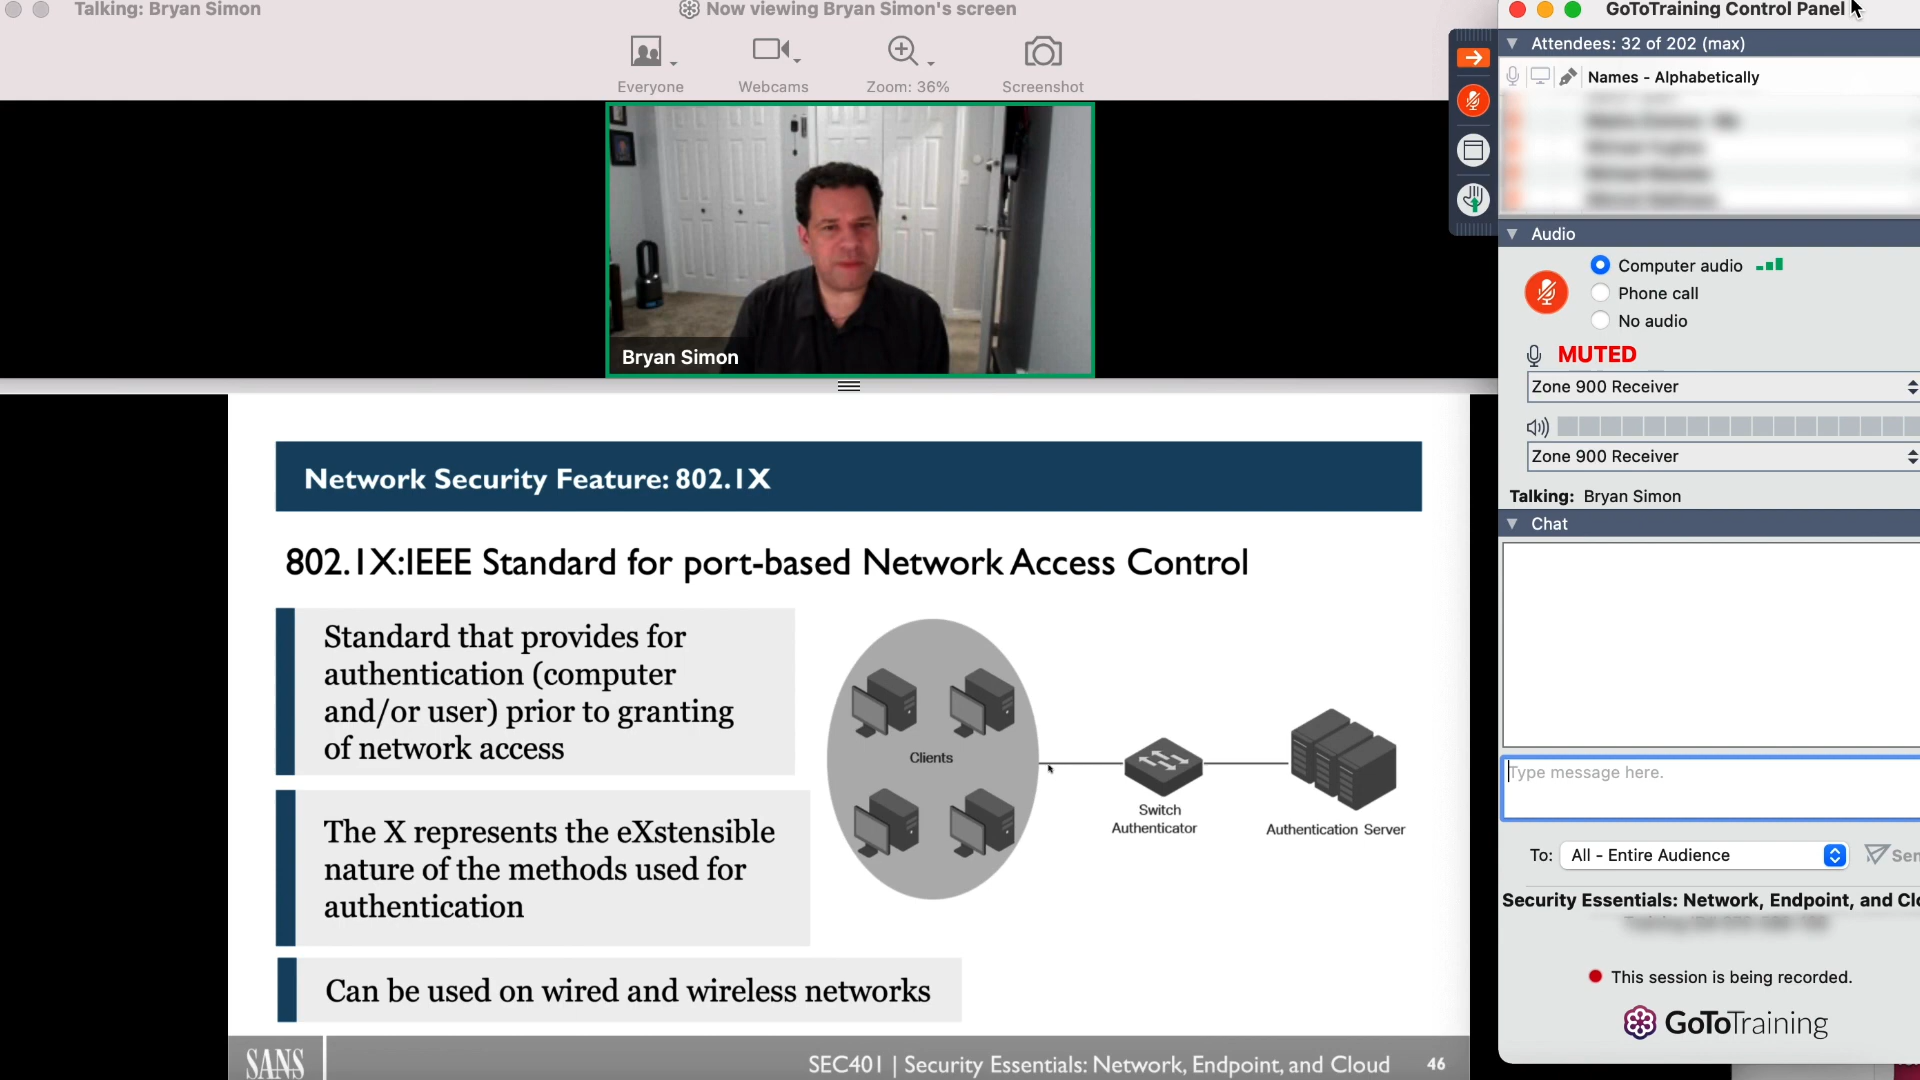 Talking: Bryan Simon
Now viewing Bryan Simon's screen
Everyone
Webcams
Zoom: 36%
Screenshot
Bryan Simon
Network Security Feature: 802.1X
802.1X:IEEE Standard for port-based Network Access Control
Standard that provides for
authentication (computer
and/or user) prior to granting
of network access
The X represents the eXstensible
nature of the methods used for
authentication
Can be used on wired and wireless networks
Clients
Switch
Authenticator
Authentication Server
SANS
SEC401 | Security Essentials: Network, Endpoint, and Cloud
46
GoToTraining Control Panel
Attendees: 32 of 202 (max)
Names - Alphabetically
Audio
Computer audio
Phone call
No audio
MUTED
Zone 900 Receiver
Zone 900 Receiver
Talking: Bryan Simon
Chat
Type message here.
To: All - Entire Audience
Sen
Security Essentials: Network, Endpoint, and Clo
This session is being recorded.
GoToTraining